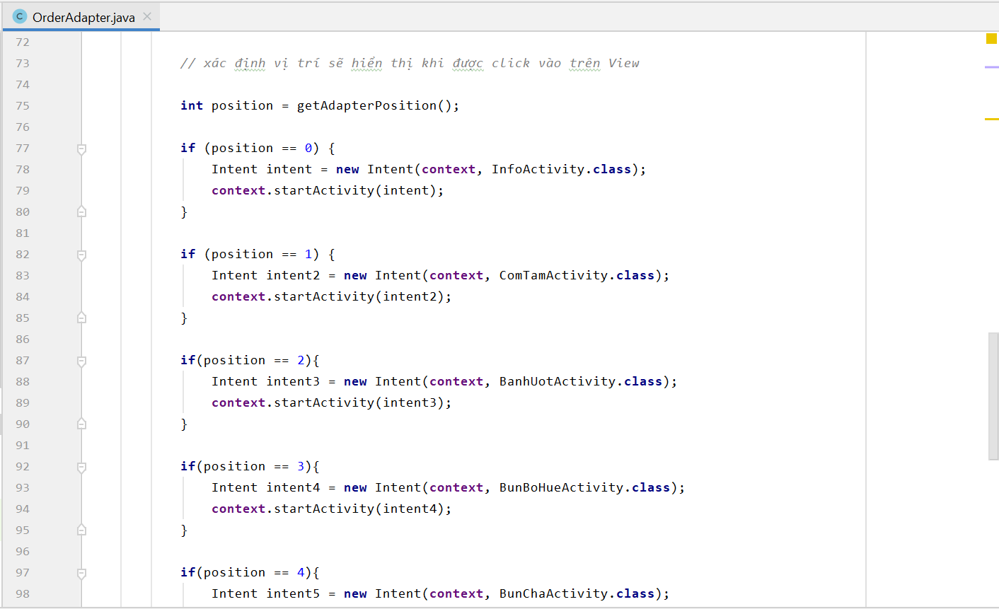 OrderAdapter.java
72
73 // xác định vị trí sẽ hiển thị khi được click vào trên View
74
75 int position = getAdapterPosition();
76
77 if (position == 0) {
78 Intent intent = new Intent(context, InfoActivity.class);
79 context.startActivity(intent);
80 }
81
82 if (position == 1) {
83 Intent intent2 = new Intent(context, ComTamActivity.class);
84 context.startActivity(intent2);
85 }
86
87 if(position == 2){
88 Intent intent3 = new Intent(context, BanhUotActivity.class);
89 context.startActivity(intent3);
90 }
91
92 if(position == 3){
93 Intent intent4 = new Intent(context, BunBoHueActivity.class);
94 context.startActivity(intent4);
95 }
96
97 if(position == 4){
98 Intent intent5 = new Intent(context, BunChaActivity.class);